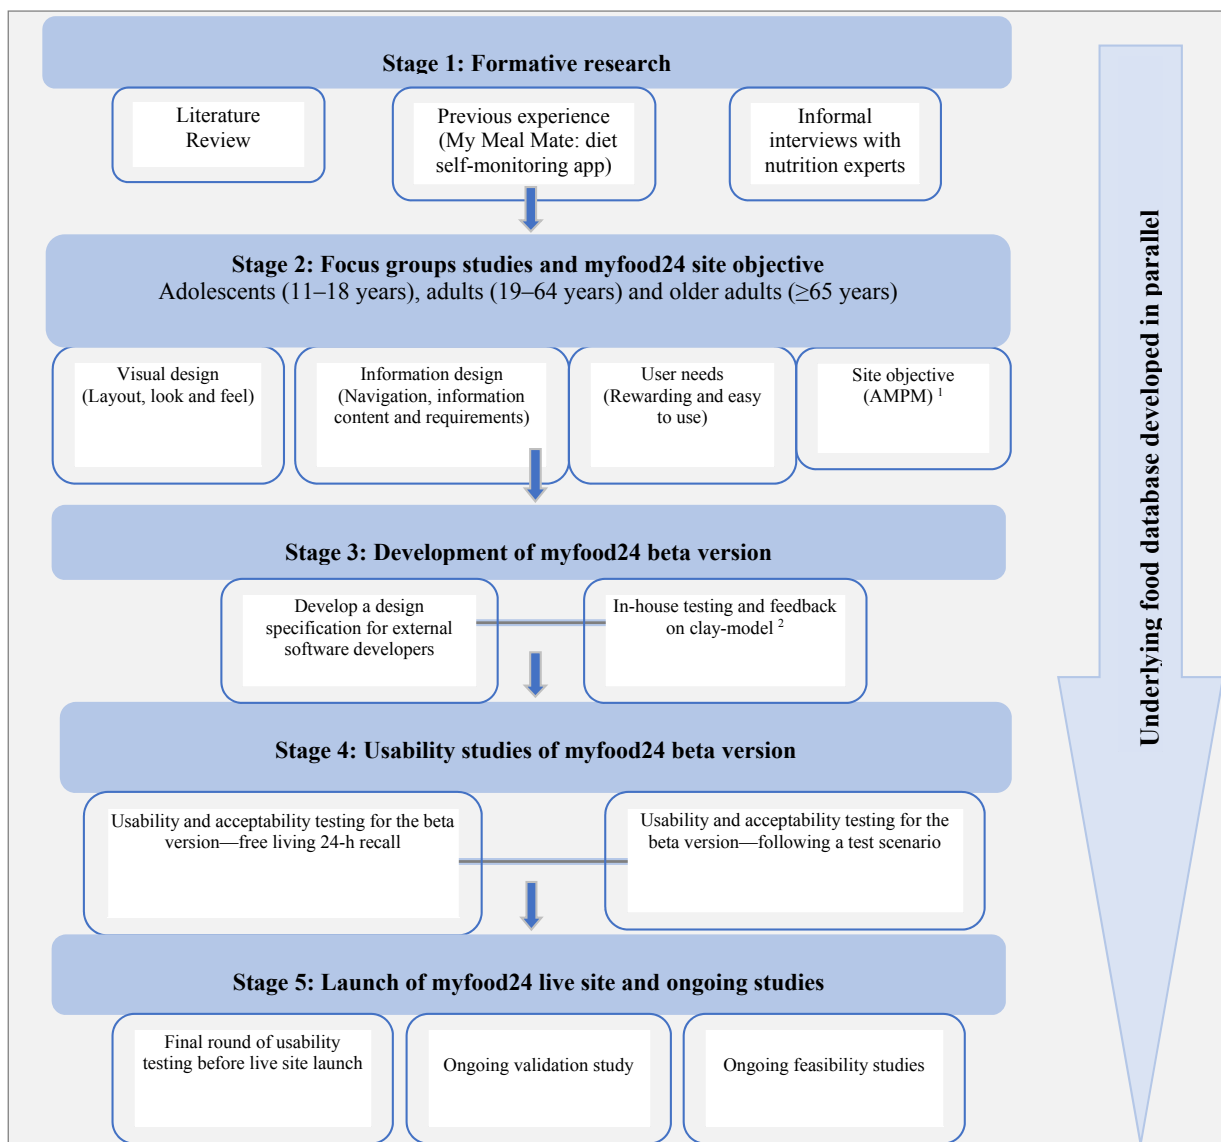 Stage 1: Formative research
Literature
Review
Previous experience
(My Meal Mate: diet
self-monitoring app)
Informal
interviews with
nutrition experts
Stage 2: Focus groups studies and myfood24 site objective
Adolescents (11–18 years), adults (19–64 years) and older adults (≥65 years)
Visual design
(Layout, look and feel)
Information design
(Navigation, information
content and requirements)
User needs
(Rewarding and easy
to use)
Site objective
(AMPM) 1
Stage 3: Development of myfood24 beta version
Develop a design
specification for external
software developers
In-house testing and feedback
on clay-model 2
Stage 4: Usability studies of myfood24 beta version
Usability and acceptability testing for the beta
version—free living 24-h recall
Usability and acceptability testing for the
beta version—following a test scenario
Stage 5: Launch of myfood24 live site and ongoing studies
Final round of usability
testing before live site launch
Ongoing validation study
Ongoing feasibility studies
Underlying food database developed in parallel